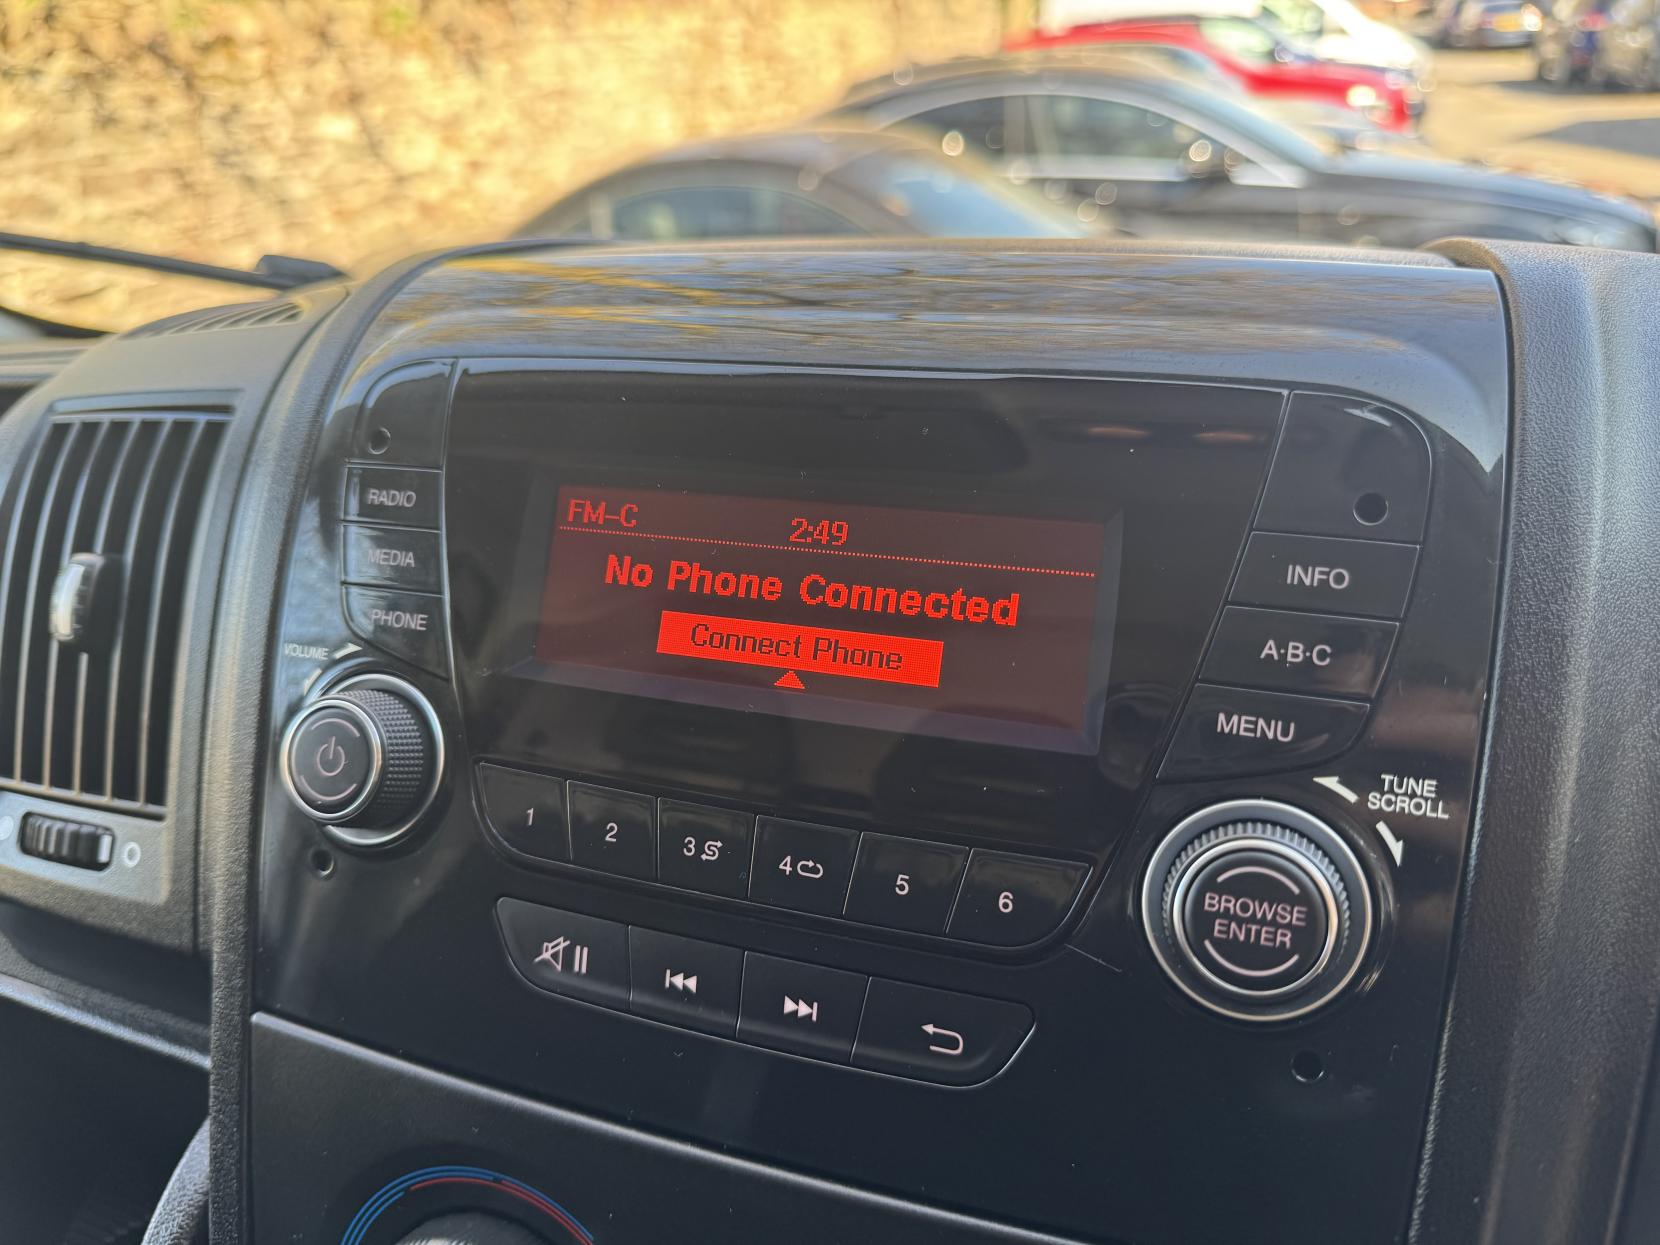 FM-C
2:49
No Phone Connected
Connect Phone
RADIO
MEDIA
PHONE
VOLUME
INFO
A·B·C
MENU
TUNE
SCROLL
BROWSE
ENTER
1
2
3
4
5
6